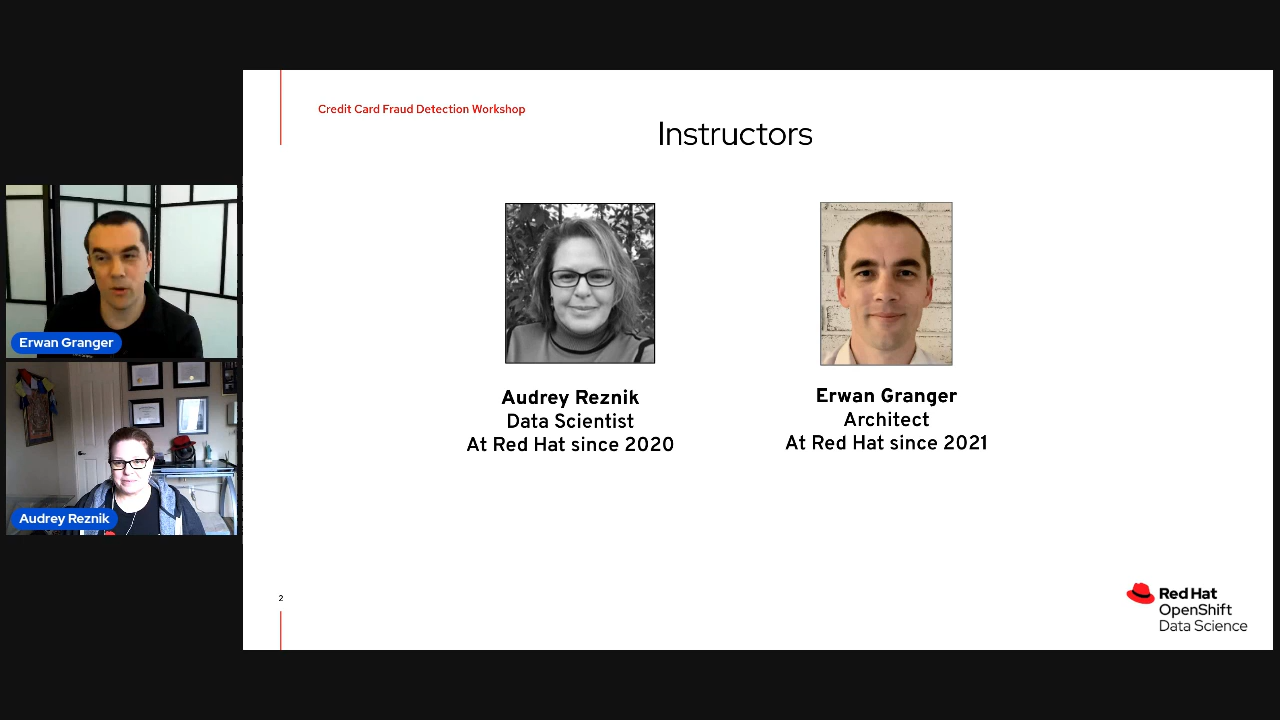 Credit Card Fraud Detection Workshop
Instructors
Erwan Granger
Audrey Reznik
Audrey Reznik
Data Scientist
At Red Hat since 2020
Erwan Granger
Architect
At Red Hat since 2021
2
Red Hat
OpenShift
Data Science